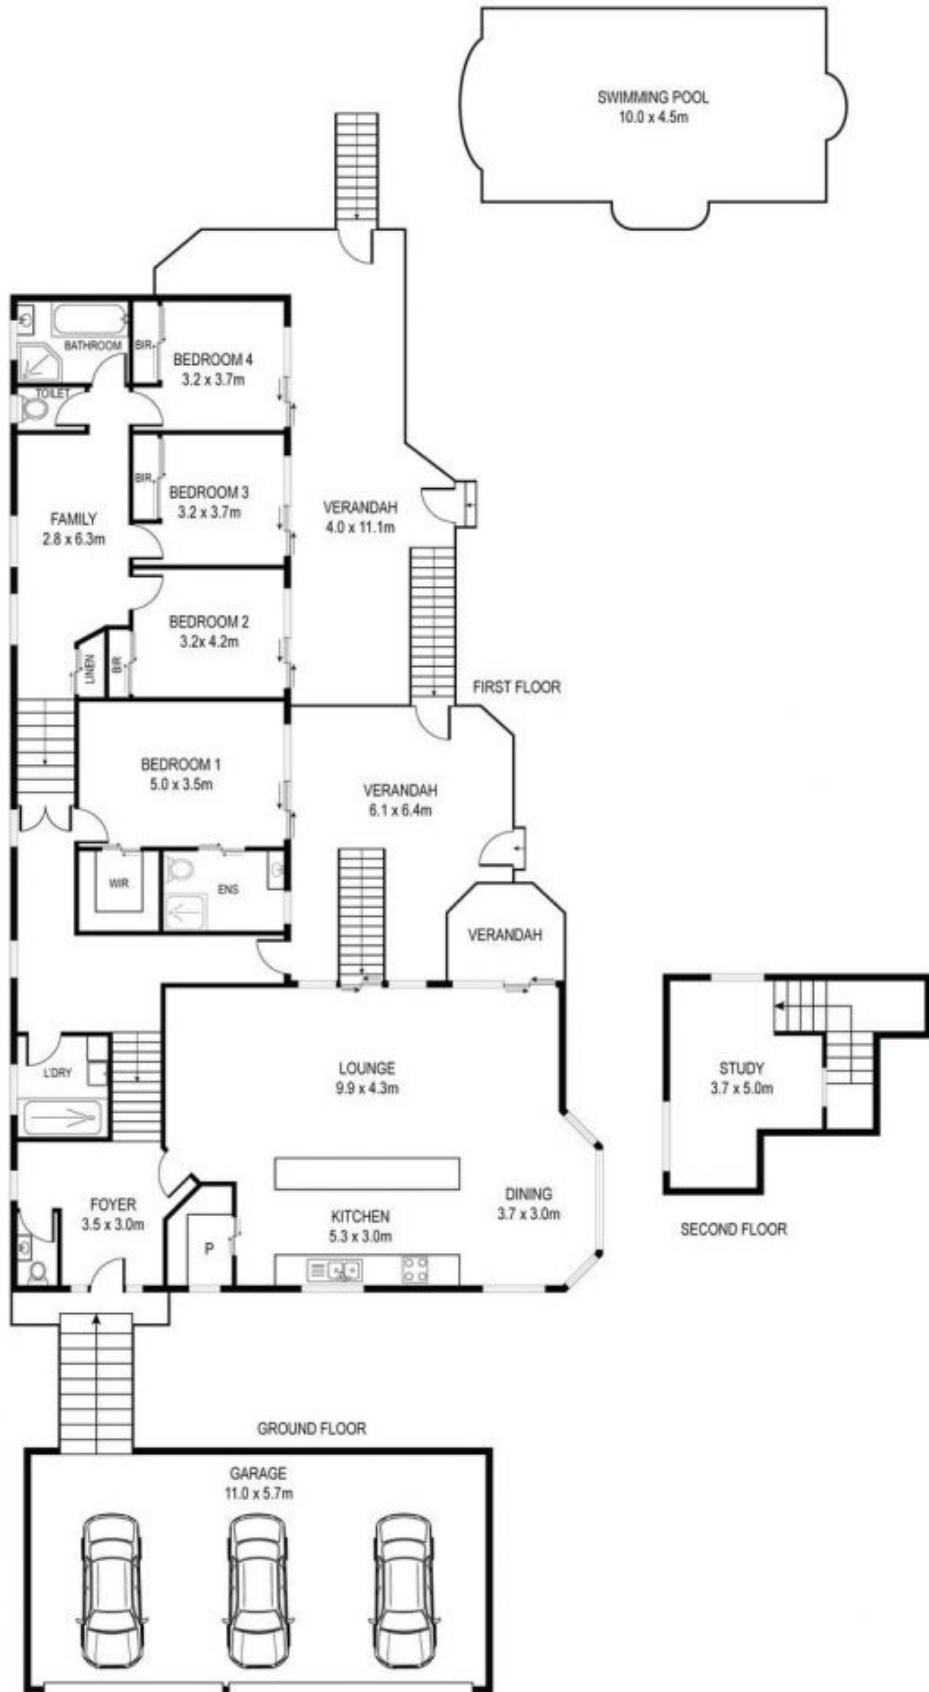 SWIMMING POOL
10.0 x 4.5m
BATHROOM
BIR
BEDROOM 4
3.2 x 3.7m
TOILET
BIR
BEDROOM 3
3.2 x 3.7m
FAMILY
2.8 x 6.3m
VERANDAH
4.0 x 11.1m
BEDROOM 2
3.2x 4.2m
LINEN
BIR
FIRST FLOOR
BEDROOM 1
5.0 x 3.5m
VERANDAH
6.1 x 6.4m
WIR
ENS
VERANDAH
L'DRY
LOUNGE
9.9 x 4.3m
STUDY
3.7 x 5.0m
FOYER
3.5 x 3.0m
P
KITCHEN
5.3 x 3.0m
DINING
3.7 x 3.0m
SECOND FLOOR
GROUND FLOOR
GARAGE
11.0 x 5.7m